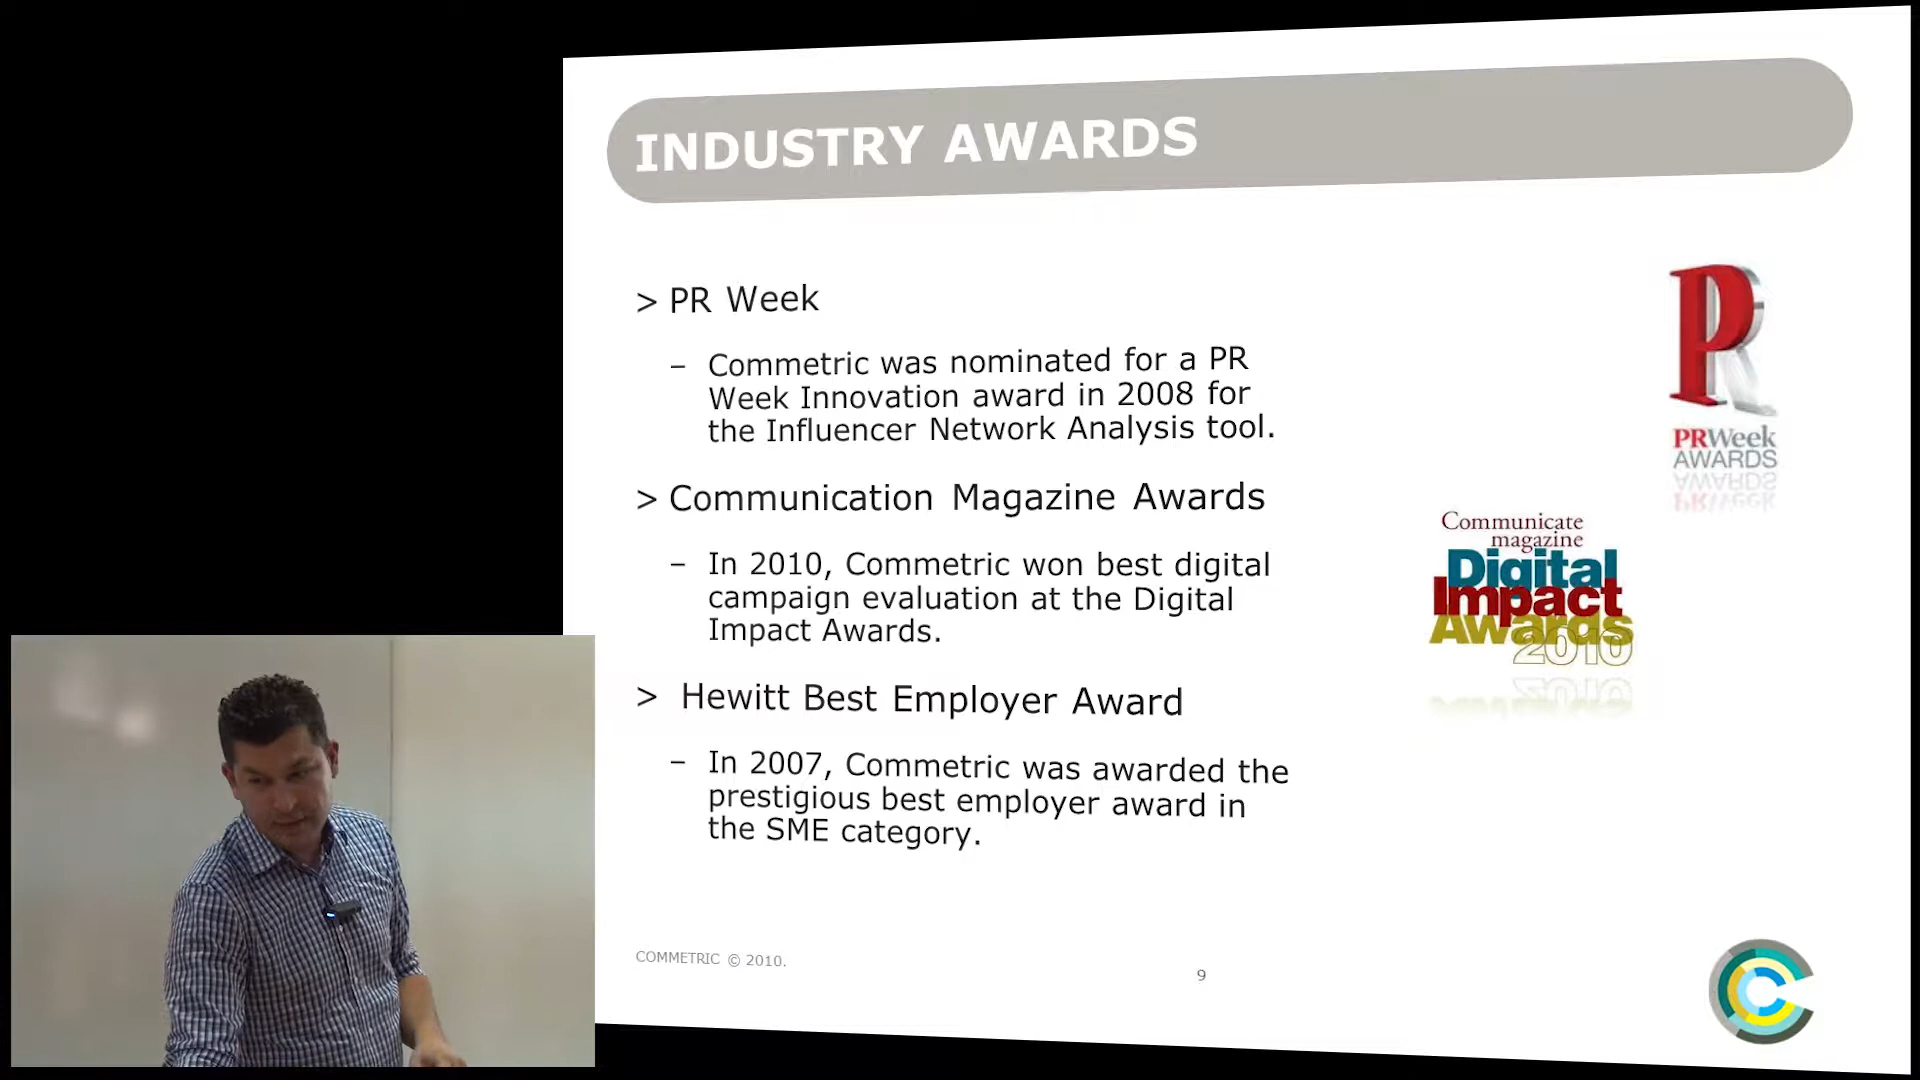 INDUSTRY AWARDS
> PR Week
– Commetric was nominated for a PR
Week Innovation award in 2008 for
the Influencer Network Analysis tool.
PRWeek
AWARDS
> Communication Magazine Awards
– In 2010, Commetric won best digital
campaign evaluation at the Digital
Impact Awards.
Communicate
magazine
Digital
Impact
Awards
2010
> Hewitt Best Employer Award
– In 2007, Commetric was awarded the
prestigious best employer award in
the SME category.
COMMETRIC © 2010.
9